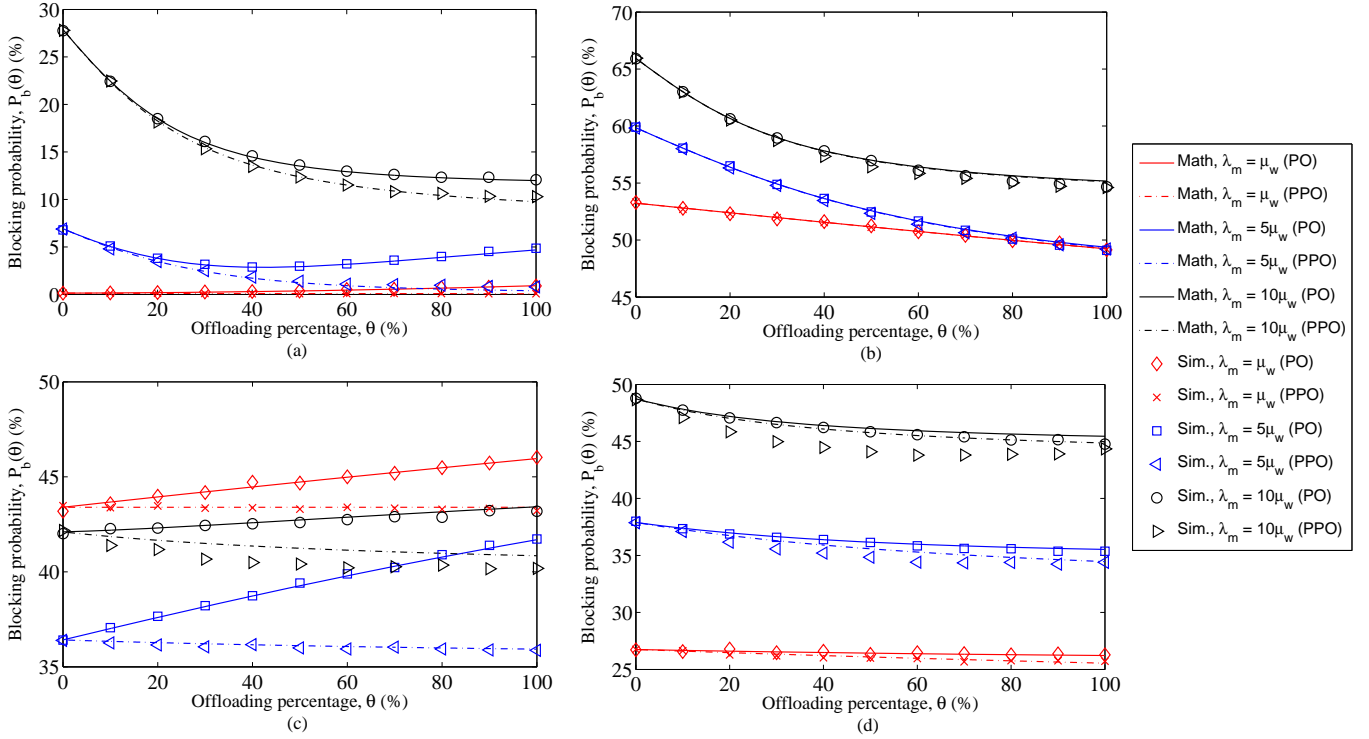 30
25
20
15
10
5
0
Blocking probability, P_b(θ) (%)
0 20 40 60 80 100
Offloading percentage, θ (%)
(a)
70
65
60
55
50
45
Blocking probability, P_b(θ) (%)
0 20 40 60 80 100
Offloading percentage, θ (%)
(b)
50
45
40
35
Blocking probability, P_b(θ) (%)
0 20 40 60 80 100
Offloading percentage, θ (%)
(c)
50
45
40
35
30
25
Blocking probability, P_b(θ) (%)
0 20 40 60 80 100
Offloading percentage, θ (%)
(d)
Math, λ_m = μ_w (PO)
Math, λ_m = μ_w (PPO)
Math, λ_m = 5μ_w (PO)
Math, λ_m = 5μ_w (PPO)
Math, λ_m = 10μ_w (PO)
Math, λ_m = 10μ_w (PPO)
Sim., λ_m = μ_w (PO)
Sim., λ_m = μ_w (PPO)
Sim., λ_m = 5μ_w (PO)
Sim., λ_m = 5μ_w (PPO)
Sim., λ_m = 10μ_w (PO)
Sim., λ_m = 10μ_w (PPO)